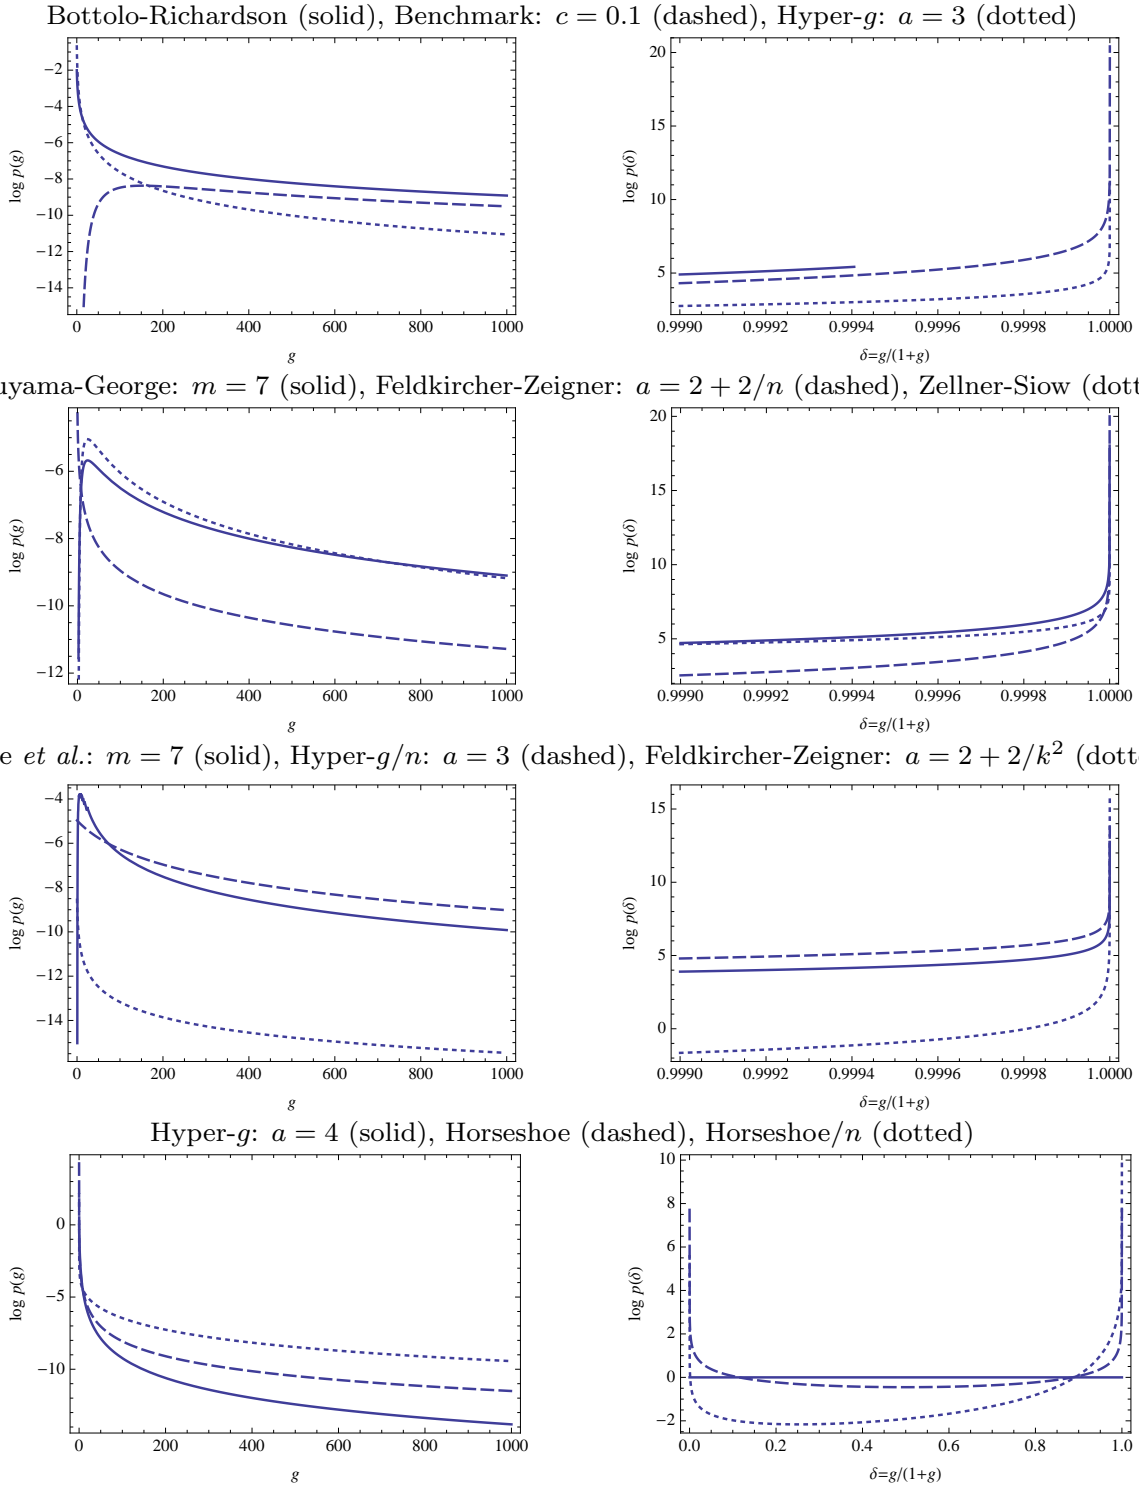 Bottolo-Richardson (solid), Benchmark: c = 0.1 (dashed), Hyper-g: a = 3 (dotted)
−2
−4
−6
−8
−10
−12
−14
log p(g)
0 200 400 600 800 1000
g
20
15
10
5
log p(δ)
0.9990 0.9992 0.9994 0.9996 0.9998 1.0000
δ=g/(1+g)
uyama-George: m = 7 (solid), Feldkircher-Zeigner: a = 2 + 2/n (dashed), Zellner-Siow (dott
−6
−8
−10
−12
log p(g)
0 200 400 600 800 1000
g
20
15
10
5
log p(δ)
0.9990 0.9992 0.9994 0.9996 0.9998 1.0000
δ=g/(1+g)
e et al.: m = 7 (solid), Hyper-g/n: a = 3 (dashed), Feldkircher-Zeigner: a = 2 + 2/k² (dotte
−4
−6
−8
−10
−12
−14
log p(g)
0 200 400 600 800 1000
g
15
10
5
0
log p(δ)
0.9990 0.9992 0.9994 0.9996 0.9998 1.0000
δ=g/(1+g)
Hyper-g: a = 4 (solid), Horseshoe (dashed), Horseshoe/n (dotted)
0
−5
−10
log p(g)
0 200 400 600 800 1000
g
10
8
6
4
2
0
−2
log p(δ)
0.0 0.2 0.4 0.6 0.8 1.0
δ=g/(1+g)